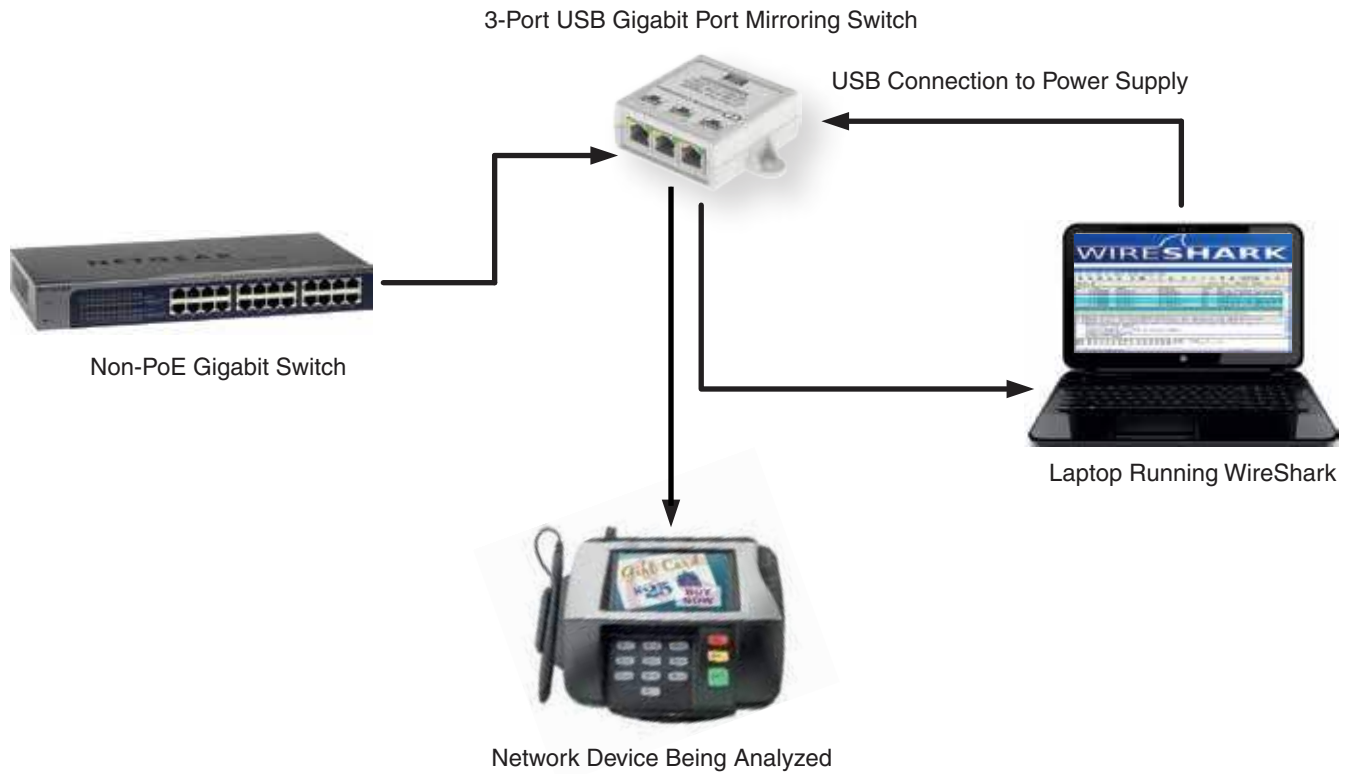 3-Port USB Gigabit Port Mirroring Switch
USB Connection to Power Supply
NETGEAR
Non-PoE Gigabit Switch
WIRESHARK
Laptop Running WireShark
Gift Card
$25
BUY
NOW
Network Device Being Analyzed